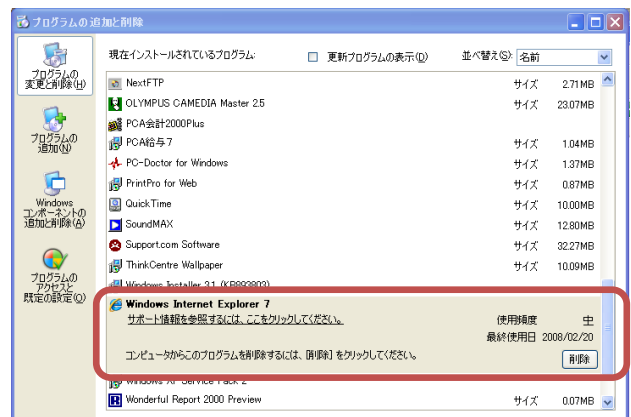 プログラムの追加と削除
現在インストールされているプログラム:
更新プログラムの表示(D)
並べ替え(S):
名前
プログラムの
変更と削除(H)
プログラムの
追加(N)
Windows
コンポーネントの
追加と削除(A)
プログラムの
アクセスと
既定の設定(O)
NextFTP サイズ 2.71MB
OLYMPUS CAMEDIA Master 2.5 サイズ 23.07MB
PCA会計2000Plus
PCA給与7 サイズ 1.04MB
PC-Doctor for Windows サイズ 1.37MB
PrintPro for Web サイズ 0.87MB
QuickTime サイズ 10.00MB
SoundMAX サイズ 12.80MB
Support.com Software サイズ 32.27MB
ThinkCentre Wallpaper サイズ 10.09MB
Windows Installer 3.1 (KB893803)
Windows Internet Explorer 7
サポート情報を参照するには、ここをクリックしてください。 使用頻度 中
最終使用日 2008/02/20
コンピュータからこのプログラムを削除するには、[削除] をクリックしてください。 削除
Windows XP Service Pack 2
Wonderful Report 2000 Preview サイズ 0.07MB